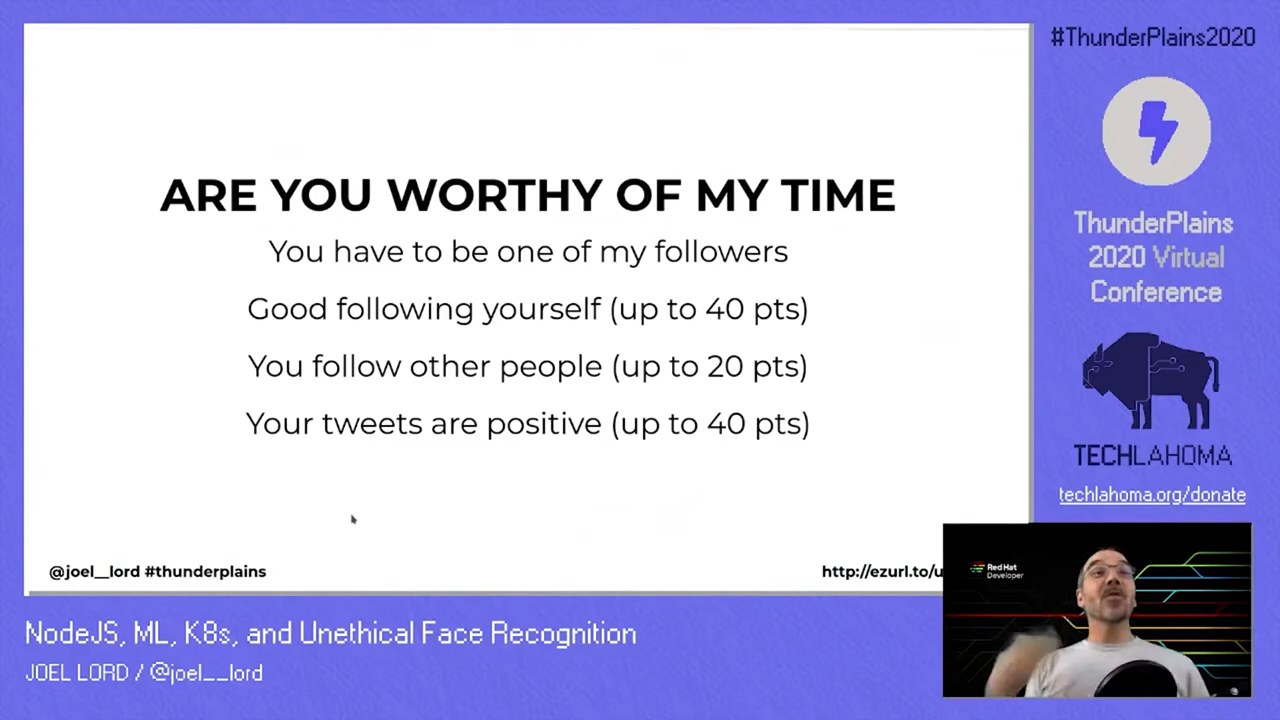 ARE YOU WORTHY OF MY TIME
You have to be one of my followers
Good following yourself (up to 40 pts)
You follow other people (up to 20 pts)
Your tweets are positive (up to 40 pts)
@joel__lord #thunderplains
http://ezurl.to/u
#ThunderPlains2020
ThunderPlains
2020 Virtual
Conference
TECHLAHOMA
techlahoma.org/donate
Red Hat
Developer
NodeJS, ML, K8s, and Unethical Face Recognition
JOEL LORD / @joel__lord